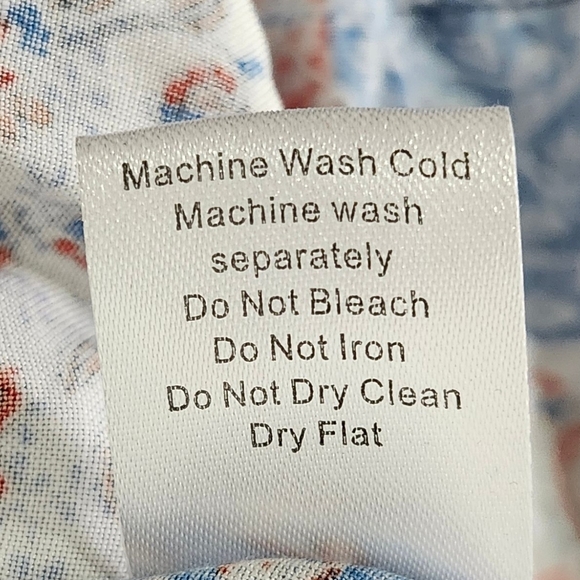 Machine Wash Cold
Machine wash
separately
Do Not Bleach
Do Not Iron
Do Not Dry Clean
Dry Flat